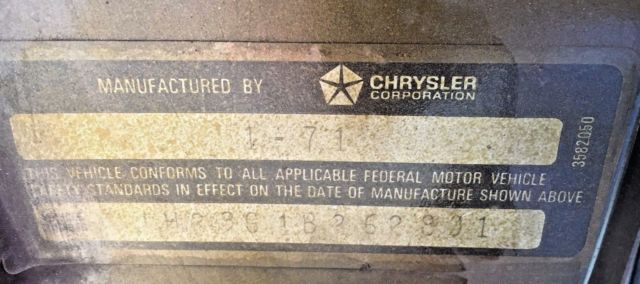 MANUFACTURED BY CHRYSLER
CORPORATION
1-71
THIS VEHICLE CONFORMS TO ALL APPLICABLE FEDERAL MOTOR VEHICLE
SAFETY STANDARDS IN EFFECT ON THE DATE OF MANUFACTURE SHOWN ABOVE
3582050